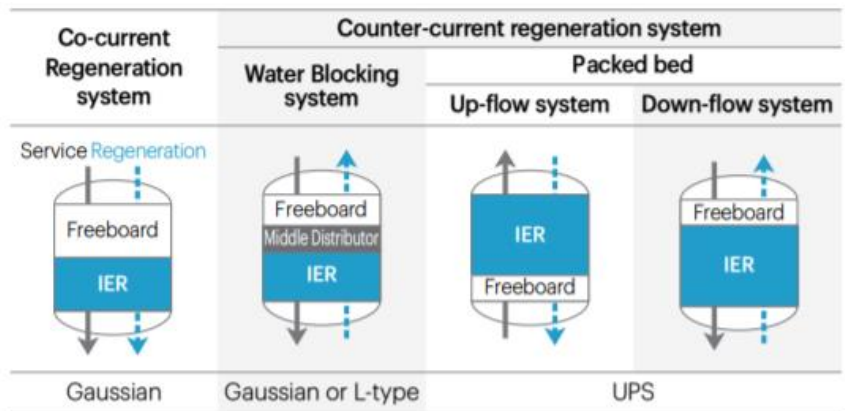 Co-current
Regeneration
system
Counter-current regeneration system
Water Blocking
system
Packed bed
Up-flow system
Down-flow system
Service Regeneration
Freeboard
IER
Freeboard
Middle Distributor
IER
IER
Freeboard
Freeboard
IER
Gaussian
Gaussian or L-type
UPS